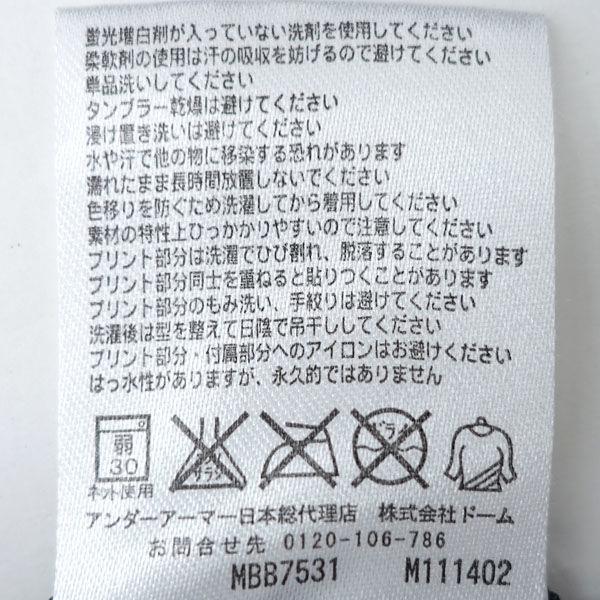 蛍光増白剤が入っていない洗剤を使用してください
柔軟剤の使用は汗の吸収を妨げるので避けてください
単品洗いしてください
タンブラー乾燥は避けてください
浸け置き洗いは避けてください
水や汗で他の物に移染する恐れがあります
濡れたまま長時間放置しないでください
色移りを防ぐため洗濯してから着用してください
素材の特性上ひっかかりやすいので注意してください
プリント部分は洗濯でひび割れ、脱落することがあります
プリント部分同士を重ねると貼りつくことがあります
プリント部分のもみ洗い、手絞りは避けてください
洗濯後は型を整えて日陰で吊干ししてください
プリント部分・付属部分へのアイロンはお避けください
はっ水性がありますが、永久的ではありません
弱
30
ネット使用
サラシ
ドライ
アンダーアーマー日本総代理店 株式会社ドーム
お問合せ先 0120-106-786
MBB7531 M111402